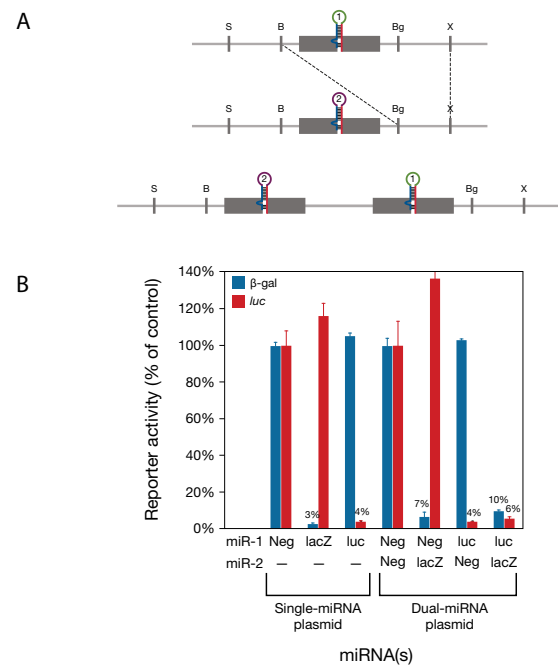 A
1
S B Bg X
2
S B Bg X
2 1
S B Bg X
B
Reporter activity (% of control)
140%
120%
100%
80%
60%
40%
20%
0%
β-gal
luc
3% 4% 7% 4% 10% 6%
miR-1 Neg lacZ luc Neg Neg luc luc
miR-2 — — — Neg lacZ Neg lacZ
Single-miRNA plasmid
Dual-miRNA plasmid
miRNA(s)